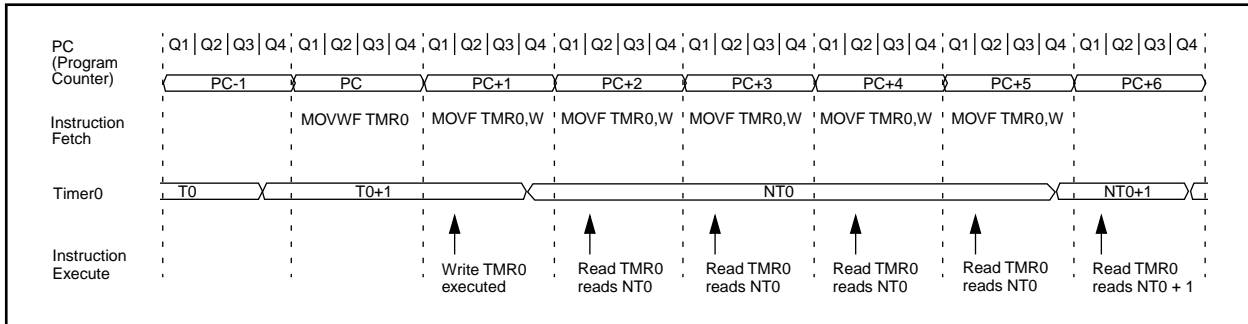 PC
(Program
Counter)
Q1 Q2 Q3 Q4 Q1 Q2 Q3 Q4 Q1 Q2 Q3 Q4 Q1 Q2 Q3 Q4 Q1 Q2 Q3 Q4 Q1 Q2 Q3 Q4 Q1 Q2 Q3 Q4 Q1 Q2 Q3 Q4
PC-1 PC PC+1 PC+2 PC+3 PC+4 PC+5 PC+6
Instruction
Fetch
MOVWF TMR0 MOVF TMR0,W MOVF TMR0,W MOVF TMR0,W MOVF TMR0,W MOVF TMR0,W
Timer0
T0 T0+1 NT0 NT0+1
Instruction
Execute
Write TMR0
executed
Read TMR0
reads NT0
Read TMR0
reads NT0
Read TMR0
reads NT0
Read TMR0
reads NT0
Read TMR0
reads NT0 + 1